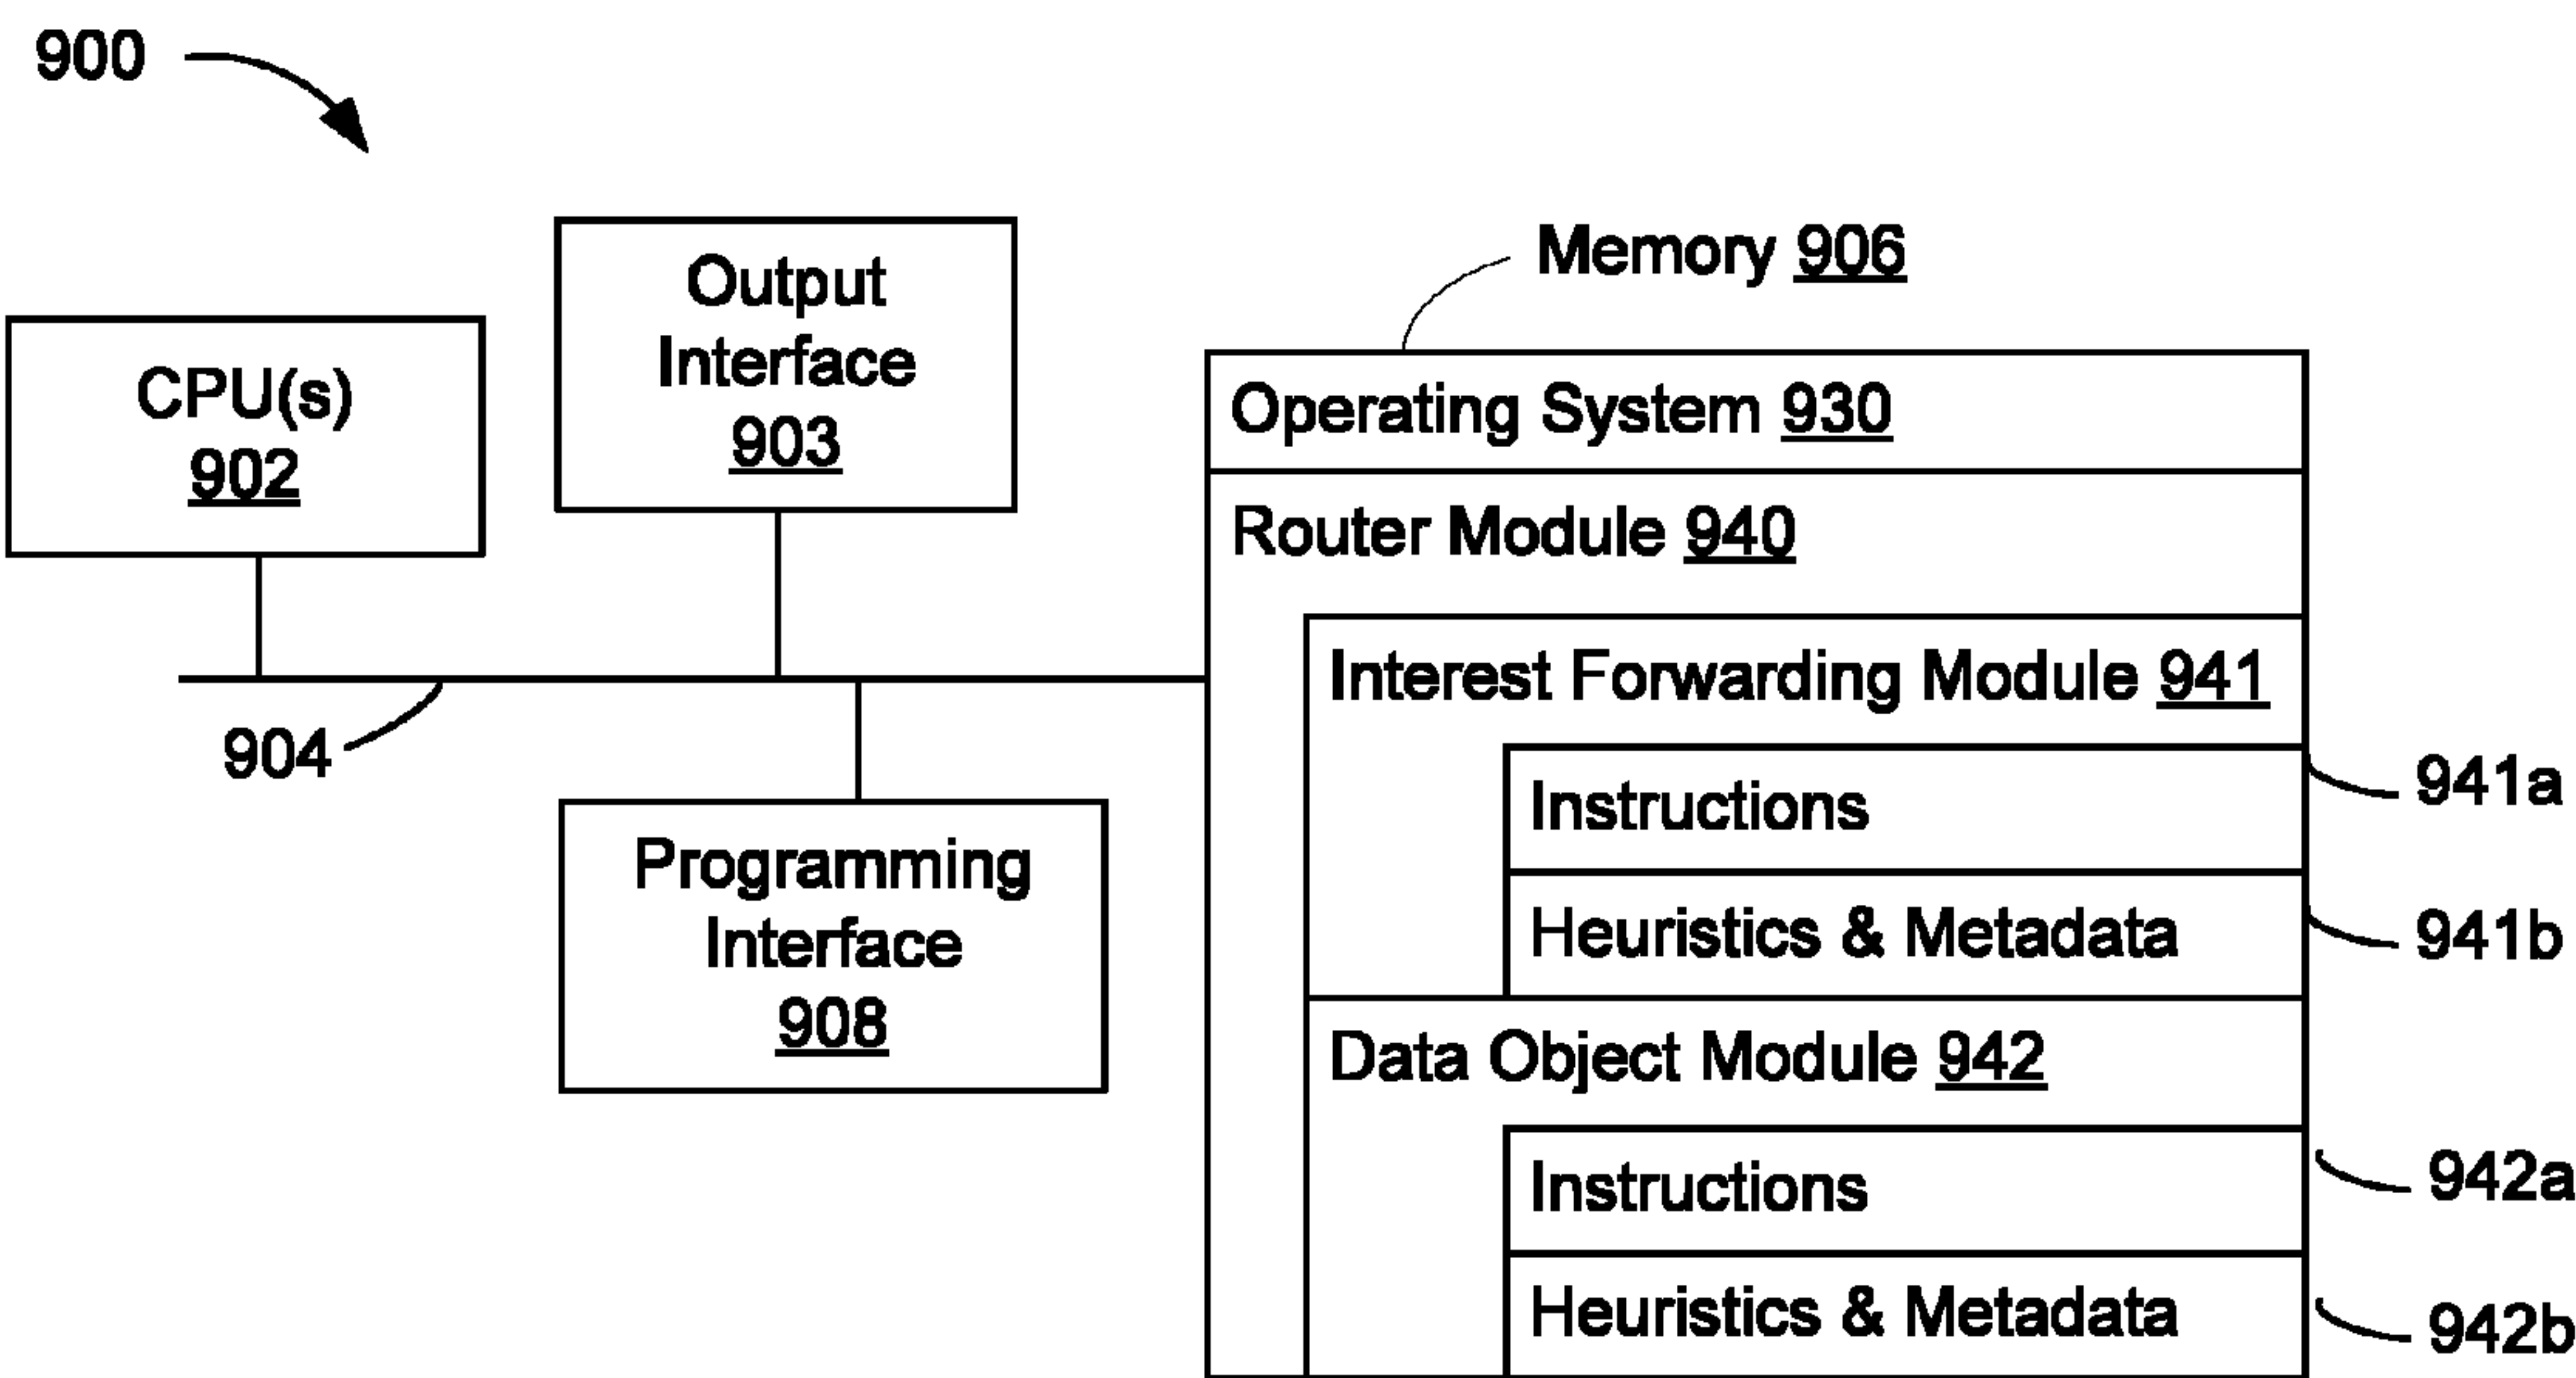 900
CPU(s)
902
Output
Interface
903
904
Programming
Interface
908
Memory 906
Operating System 930
Router Module 940
Interest Forwarding Module 941
Instructions
941a
Heuristics & Metadata
941b
Data Object Module 942
Instructions
942a
Heuristics & Metadata
942b